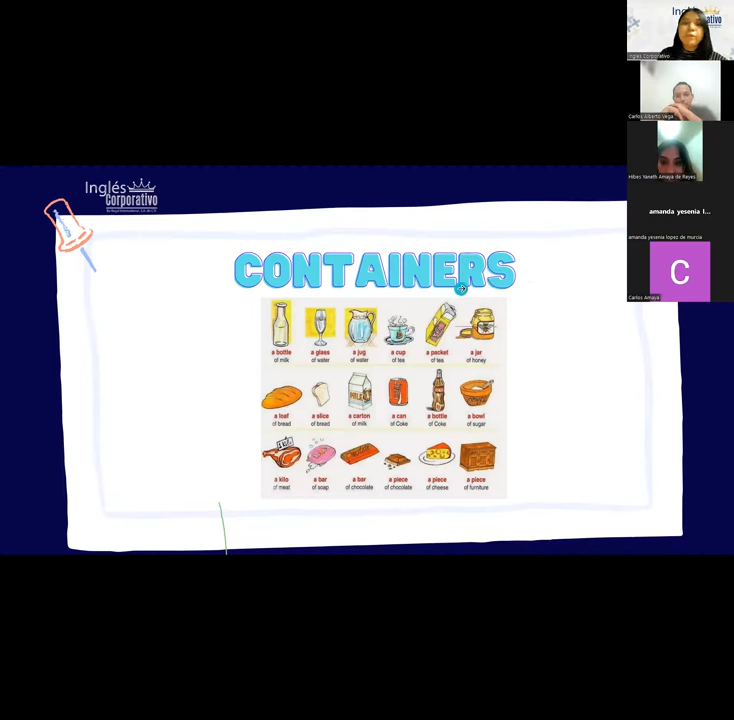 Inglés
Corporativo
CONTAINERS
a bottle
of milk
a glass
of water
a jug
of water
a cup
of tea
a packet
of tea
a jar
of honey
a loaf
of bread
a slice
of bread
a carton
of milk
a can
of Coke
a bottle
of Coke
a bowl
of sugar
a kilo
of meat
a bar
of soap
a bar
of chocolate
a piece
of chocolate
a piece
of cheese
a piece
of furniture
Inglés Corporativo
Carlos Alberto Vega
Hibes Yaneth Amaya de Reyes
amanda yesenia l...
amanda yesenia lopez de murcia
C
Carlos Amaya